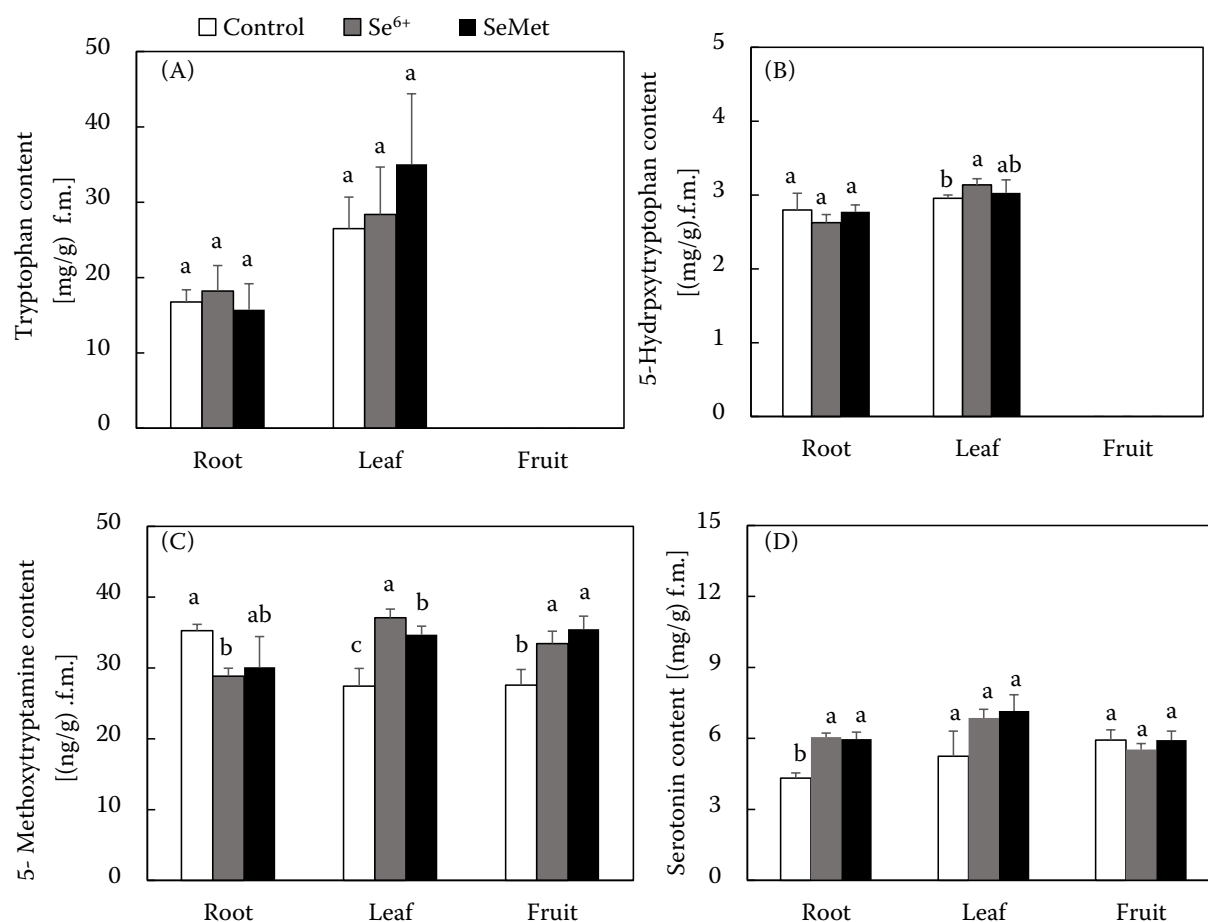 Control Se⁶⁺ SeMet
(A)
Tryptophan content
[mg/g) f.m.]
50
40
30
20
10
0
a a a
a a a
Root Leaf Fruit
(B)
5-Hydrpxytryptophan content
[(mg/g).f.m.]
5
4
3
2
1
0
a a a
b a ab
Root Leaf Fruit
(C)
5- Methoxytryptamine content
[(ng/g) .f.m.]
50
40
30
20
10
0
a b ab
c a b
b a a
Root Leaf Fruit
(D)
Serotonin content [(mg/g) f.m.]
15
12
9
6
3
0
b a a
a a a
a a a
Root Leaf Fruit